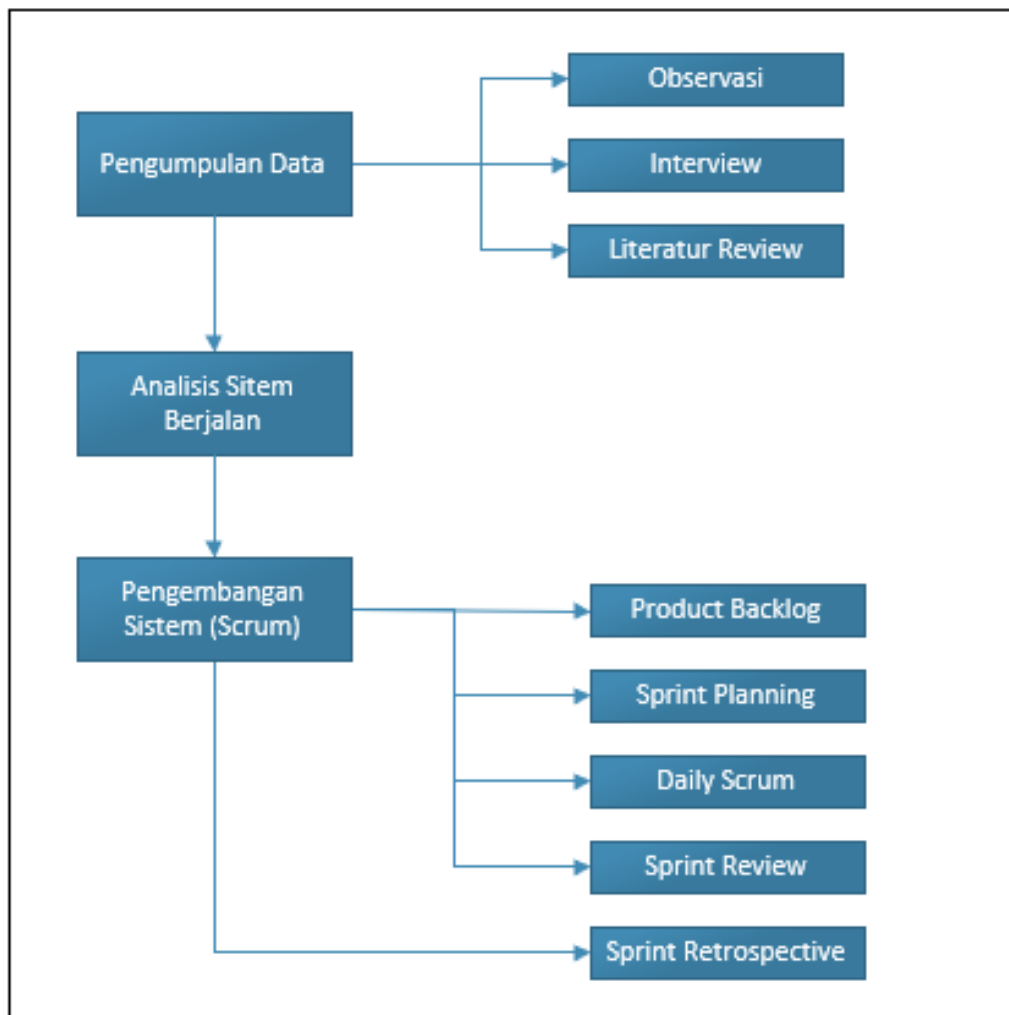 Pengumpulan Data
Observasi
Interview
Literatur Review
Analisis Sitem
Berjalan
Pengembangan
Sistem (Scrum)
Product Backlog
Sprint Planning
Daily Scrum
Sprint Review
Sprint Retrospective